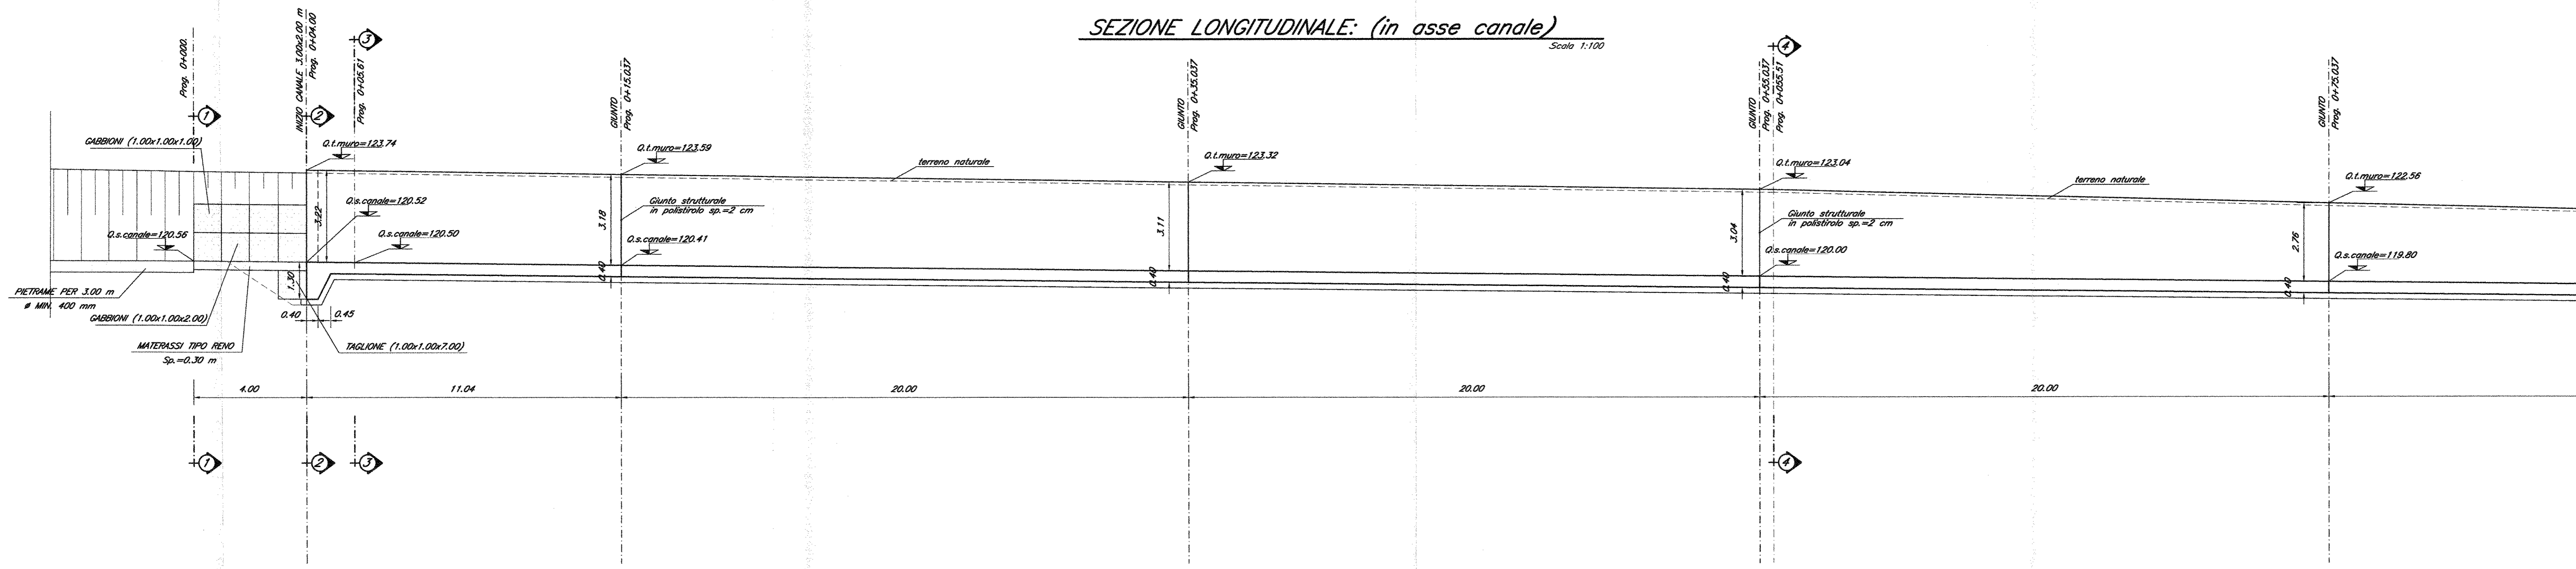 SEZIONE LONGITUDINALE: (in asse canale)
Scala 1:100
Prog. 0+000.
INIZIO CANALE 3.00x2.00 m
Prog. 0+04.00
Prog. 0+05.61
GIUNTO
Prog. 0+15.037
GIUNTO
Prog. 0+35.037
GIUNTO
Prog. 0+55.037
Prog. 0+055.51
GIUNTO
Prog. 0+75.037
3
4
1
2
GABBIONI (1.00x1.00x1.00)
Q.t.muro=123.74
Q.t.muro=123.59
terreno naturale
Q.t.muro=123.32
Q.t.muro=123.04
terreno naturale
Q.t.muro=122.56
3.22
Q.s.canale=120.52
3.18
Giunto strutturale
in polistirolo sp.=2 cm
3.11
3.04
Giunto strutturale
in polistirolo sp.=2 cm
2.76
Q.s.canale=120.56
Q.s.canale=120.50
Q.s.canale=120.41
Q.s.canale=120.00
Q.s.canale=119.80
1.30
0.40
0.40
0.40
0.40
PIETRAME PER 3.00 m
ø MIN. 400 mm
GABBIONI (1.00x1.00x2.00)
0.40
0.45
MATERASSI TIPO RENO
Sp.=0.30 m
TAGLIONE (1.00x1.00x7.00)
4.00
11.04
20.00
20.00
20.00
1
2
3
4